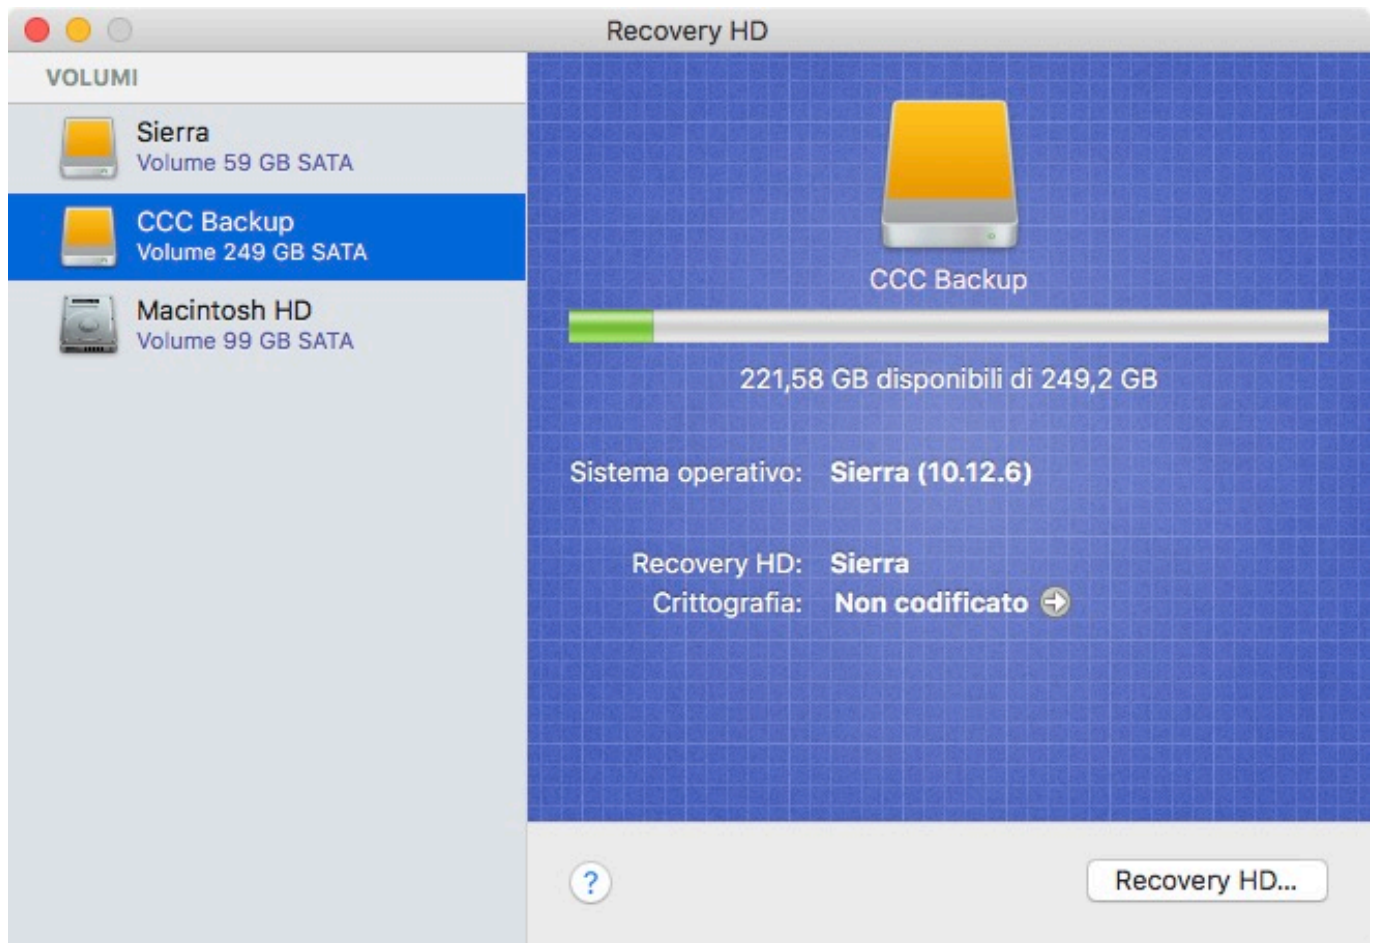 Recovery HD
VOLUMI
Sierra
Volume 59 GB SATA
CCC Backup
Volume 249 GB SATA
Macintosh HD
Volume 99 GB SATA
CCC Backup
221,58 GB disponibili di 249,2 GB
Sistema operativo: Sierra (10.12.6)
Recovery HD: Sierra
Crittografia: Non codificato
?
Recovery HD...